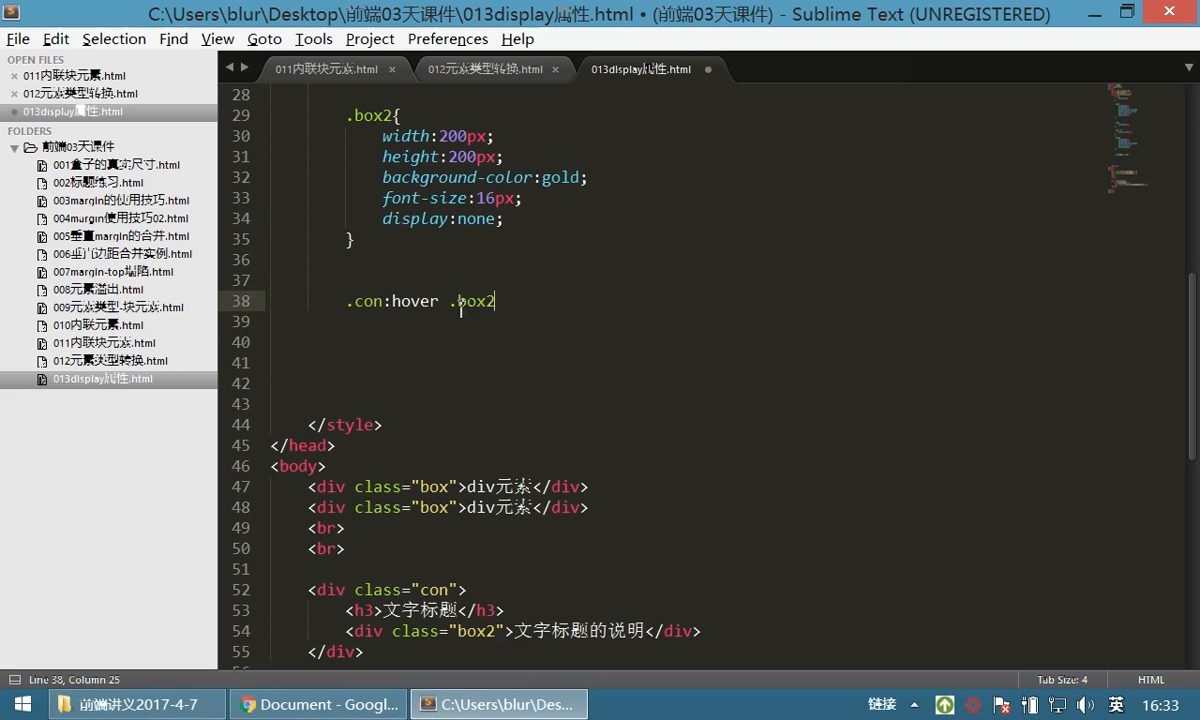 C:\Users\blur\Desktop\前端03天课件\013display属性.html • (前端03天课件) - Sublime Text (UNREGISTERED)
File Edit Selection Find View Goto Tools Project Preferences Help
OPEN FILES
011内联块元素.html
012元素类型转换.html
013display属性.html
FOLDERS
前端03天课件
001盒子的真实尺寸.html
002标题练习.html
003margin的使用技巧.html
004margin使用技巧02.html
005垂直margin的合并.html
006垂直边距合并实例.html
007margin-top塌陷.html
008元素溢出.html
009元素类型-块元素.html
010内联元素.html
011内联块元素.html
012元素类型转换.html
013display属性.html
011内联块元素.html 012元素类型转换.html 013display属性.html
28
29 .box2{
30 width:200px;
31 height:200px;
32 background-color:gold;
33 font-size:16px;
34 display:none;
35 }
36
37
38 .con:hover .box2
39
40
41
42
43
44 </style>
45 </head>
46 <body>
47 <div class="box">div元素</div>
48 <div class="box">div元素</div>
49 <br>
50 <br>
51
52 <div class="con">
53 <h3>文字标题</h3>
54 <div class="box2">文字标题的说明</div>
55 </div>
Line 38, Column 25 Tab Size: 4 HTML
前端讲义2017-4-7 Document - Googl... C:\Users\blur\Des... 链接 英 16:33